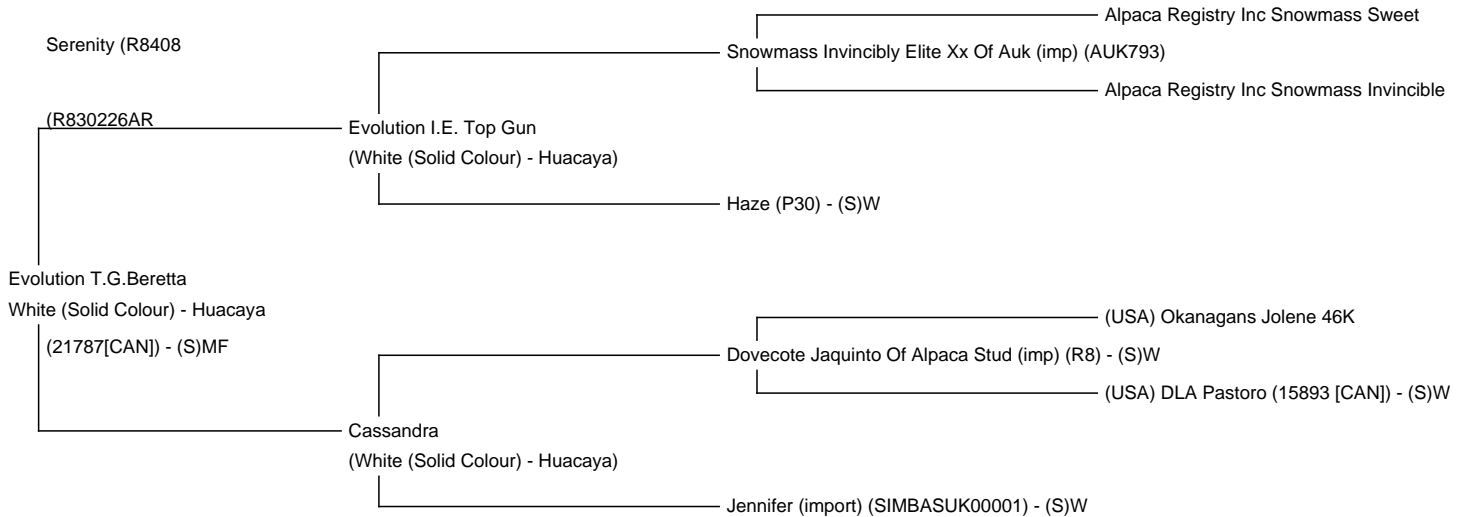 Alpaca Registry Inc Snowmass Sweet
Serenity (R8408
Snowmass Invincibly Elite Xx Of Auk (imp) (AUK793)
Alpaca Registry Inc Snowmass Invincible
(R830226AR
Evolution I.E. Top Gun
(White (Solid Colour) - Huacaya)
Haze (P30) - (S)W
Evolution T.G.Beretta
White (Solid Colour) - Huacaya
(21787[CAN]) - (S)MF
(USA) Okanagans Jolene 46K
Dovecote Jaquinto Of Alpaca Stud (imp) (R8) - (S)W
(USA) DLA Pastoro (15893 [CAN]) - (S)W
Cassandra
(White (Solid Colour) - Huacaya)
Jennifer (import) (SIMBASUK00001) - (S)W